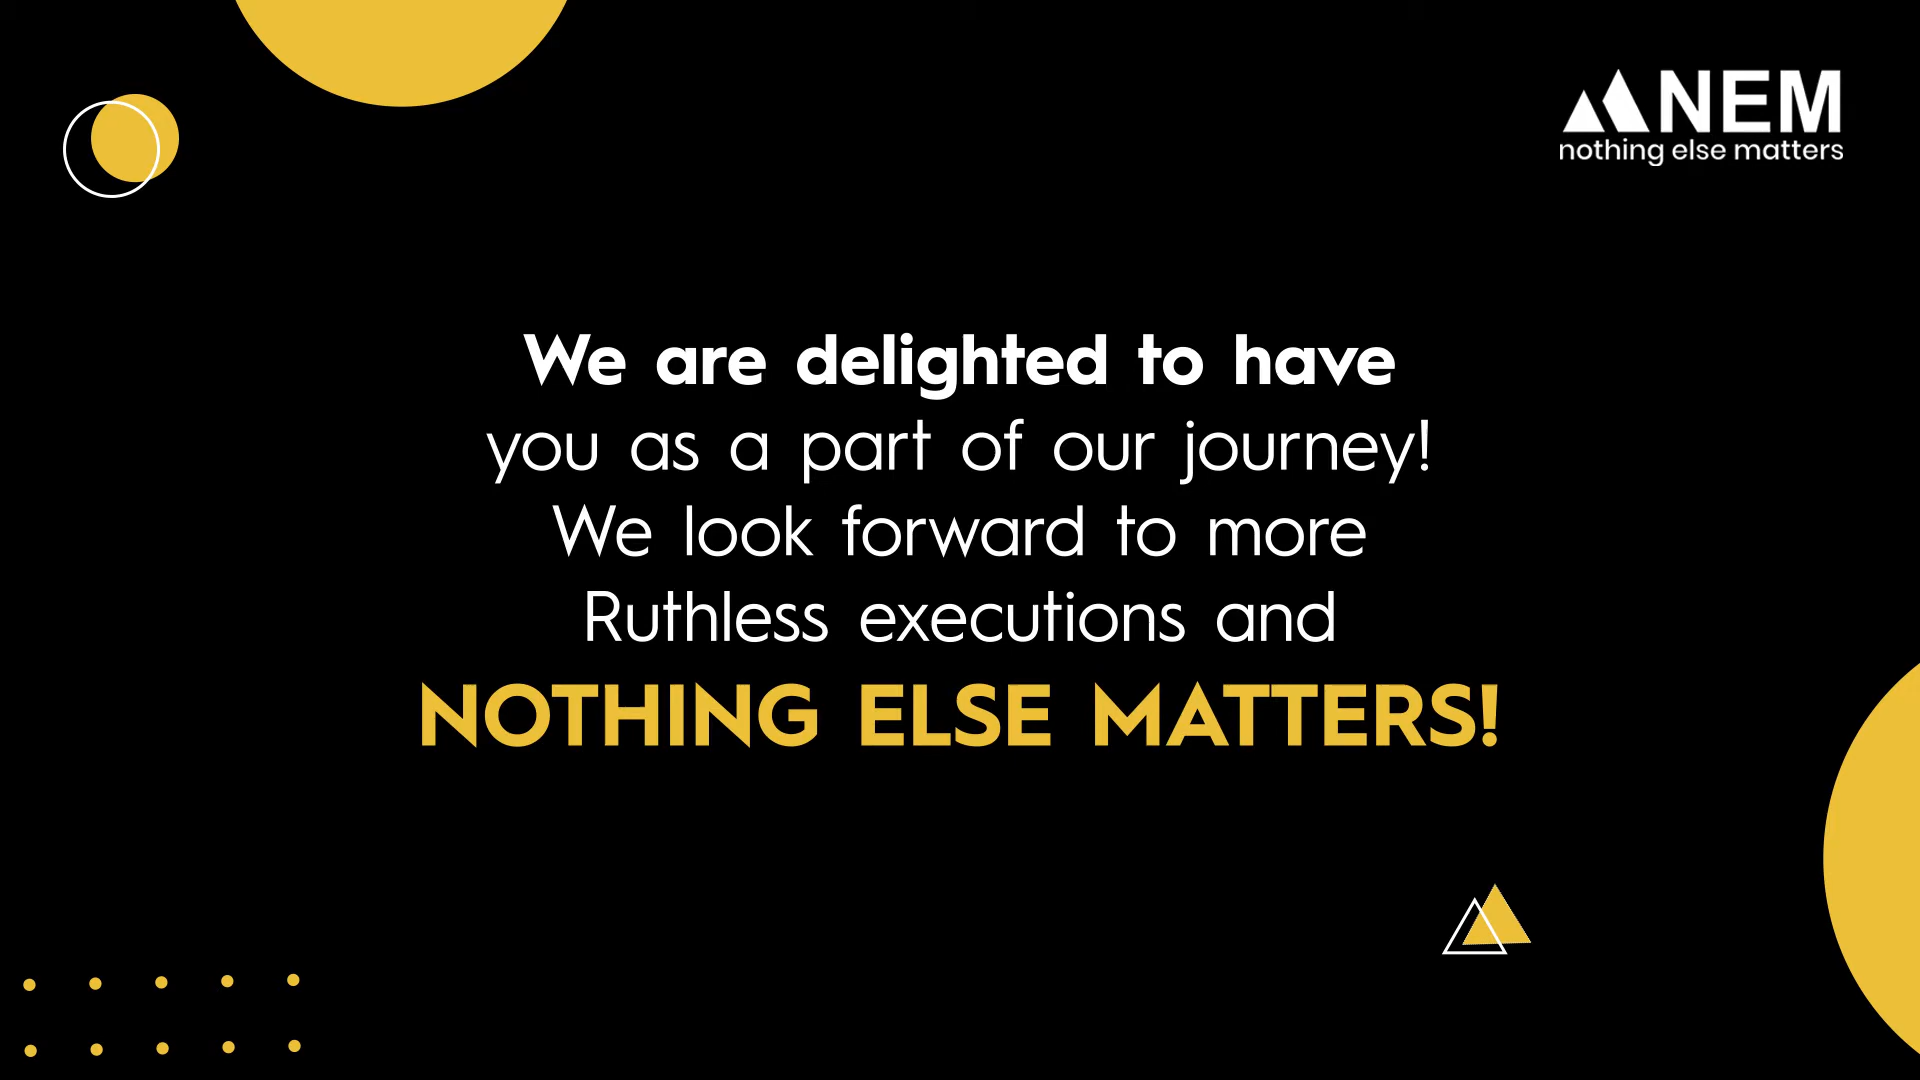 NEM
nothing else matters
We are delighted to have
you as a part of our journey!
We look forward to more
Ruthless executions and
NOTHING ELSE MATTERS!